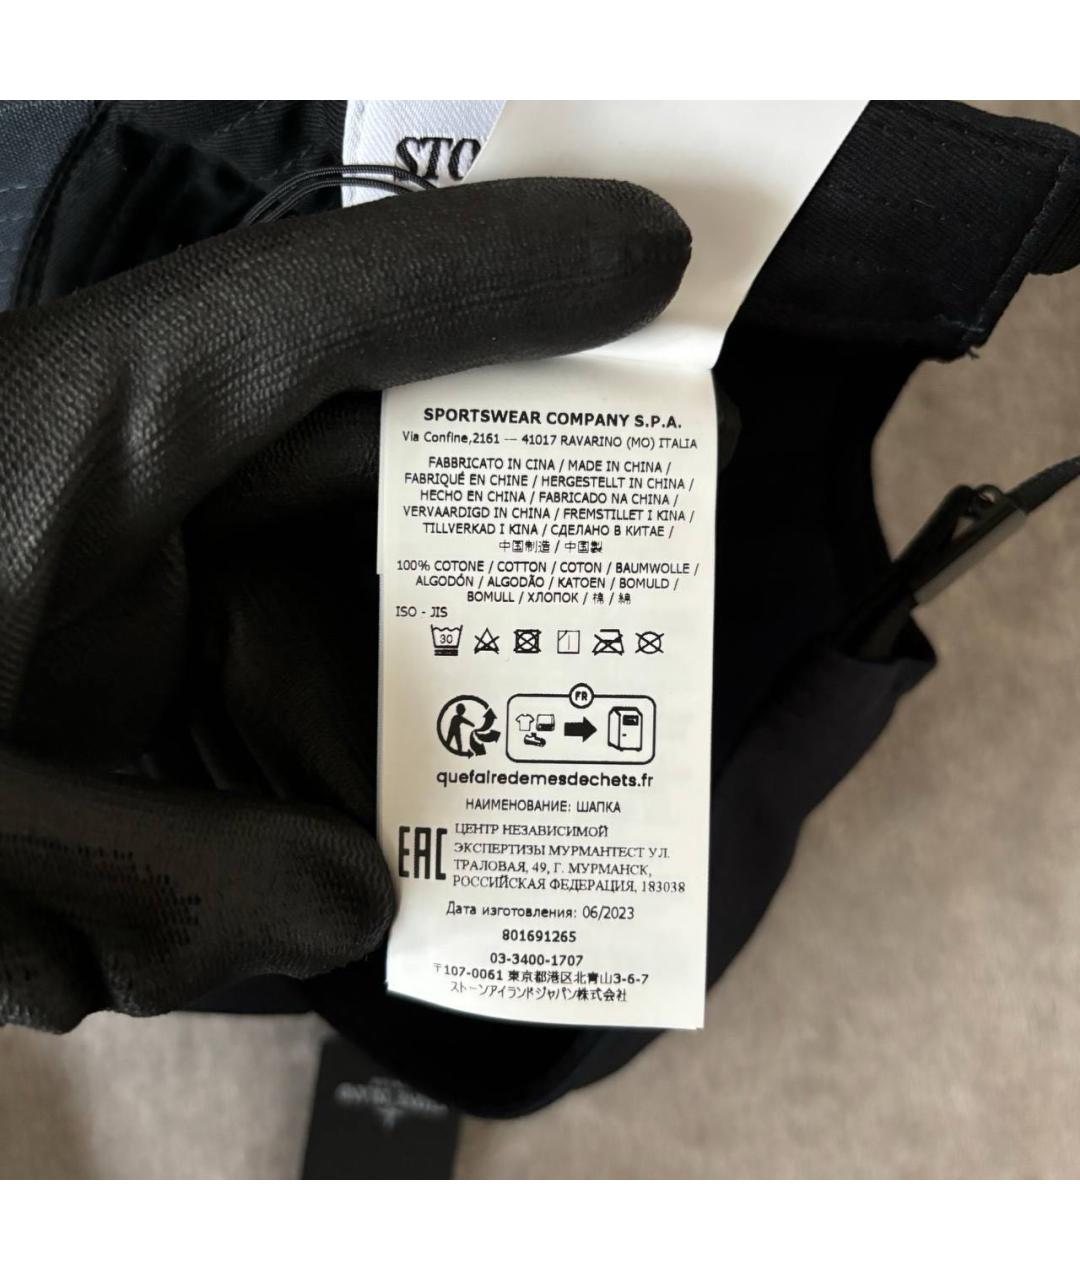 STO
SPORTSWEAR COMPANY S.P.A.
Via Confine,2161 — 41017 RAVARINO (MO) ITALIA
FABBRICATO IN CINA / MADE IN CHINA /
FABRIQUÉ EN CHINE / HERGESTELLT IN CHINA /
HECHO EN CHINA / FABRICADO NA CHINA /
VERVAARDIGD IN CHINA / FREMSTILLET I KINA /
TILLVERKAD I KINA / СДЕЛАНО В КИТАЕ /
中国制造 / 中国製
100% COTONE / COTTON / COTON / BAUMWOLLE /
ALGODÓN / ALGODÃO / KATOEN / BOMULD /
BOMULL / ХЛОПОК / 棉 / 綿
ISO - JIS
30
FR
quefairedemesdechets.fr
НАИМЕНОВАНИЕ: ШАПКА
EAC
ЦЕНТР НЕЗАВИСИМОЙ
ЭКСПЕРТИЗЫ МУРМАНТЕСТ УЛ.
ТРАЛОВАЯ, 49, Г. МУРМАНСК,
РОССИЙСКАЯ ФЕДЕРАЦИЯ, 183038
Дата изготовления: 06/2023
801691265
03-3400-1707
〒107-0061 東京都港区北青山3-6-7
ストーンアイランドジャパン株式会社